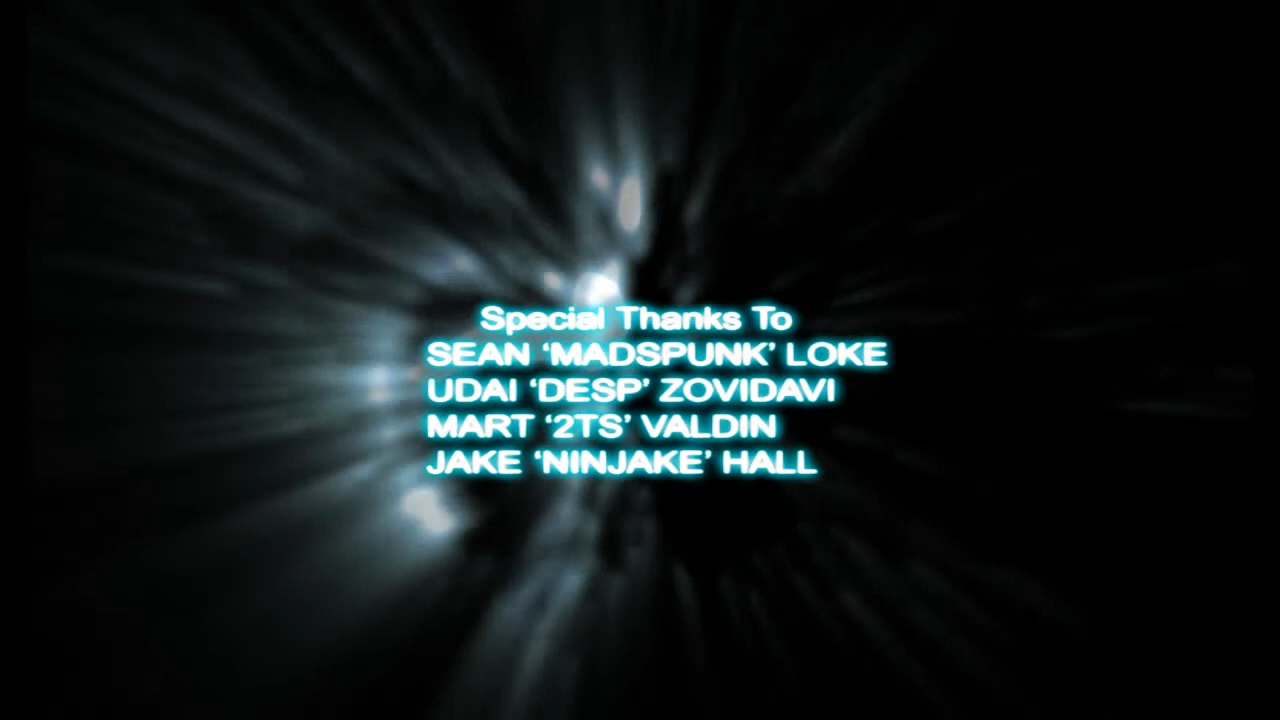 Special Thanks To
SEAN ‘MADSPUNK’ LOKE
UDAI ‘DESP’ ZOVIDAVI
MART ‘2TS’ VALDIN
JAKE ‘NINJAKE’ HALL